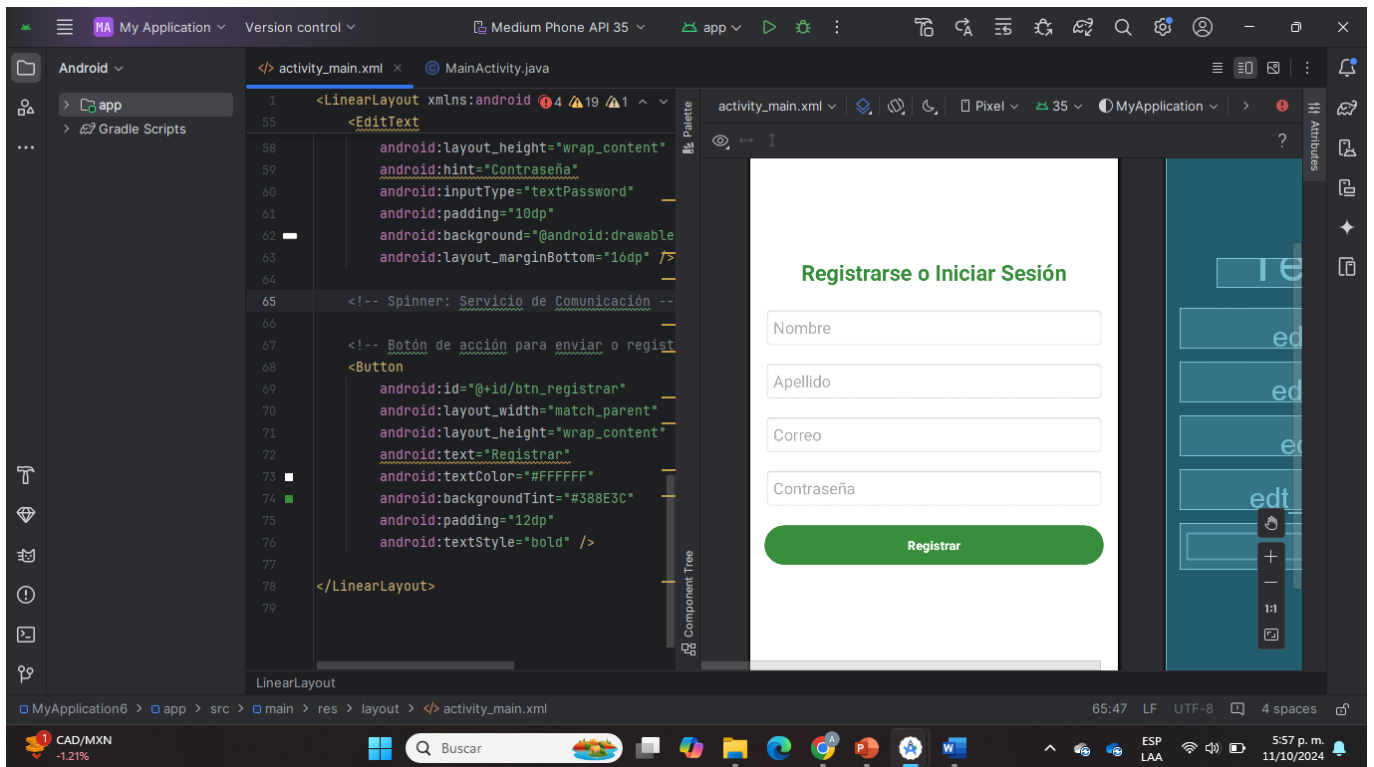 MA My Application Version control Medium Phone API 35 app
Android
activity_main.xml MainActivity.java
app
Gradle Scripts
1 <LinearLayout xmlns:android 4 19 1
55 <EditText
58 android:layout_height="wrap_content"
59 android:hint="Contraseña"
60 android:inputType="textPassword"
61 android:padding="10dp"
62 android:background="@android:drawable
63 android:layout_marginBottom="16dp" />
64
65 <!-- Spinner: Servicio de Comunicación --
66
67 <!-- Botón de acción para enviar o regist
68 <Button
69 android:id="@+id/btn_registrar"
70 android:layout_width="match_parent"
71 android:layout_height="wrap_content"
72 android:text="Registrar"
73 android:textColor="#FFFFFF"
74 android:backgroundTint="#388E3C"
75 android:padding="12dp"
76 android:textStyle="bold" />
77
78 </LinearLayout>
79
LinearLayout
Palette
Component Tree
activity_main.xml Pixel 35 MyApplication
?
Attributes
Registrarse o Iniciar Sesión
Nombre
Apellido
Correo
Contraseña
Registrar
ed
ed
e
edt_
1:1
MyApplication6 > app > src > main > res > layout > activity_main.xml 65:47 LF UTF-8 4 spaces
1 CAD/MXN
-1.21%
Buscar
ESP
LAA
5:57 p. m.
11/10/2024